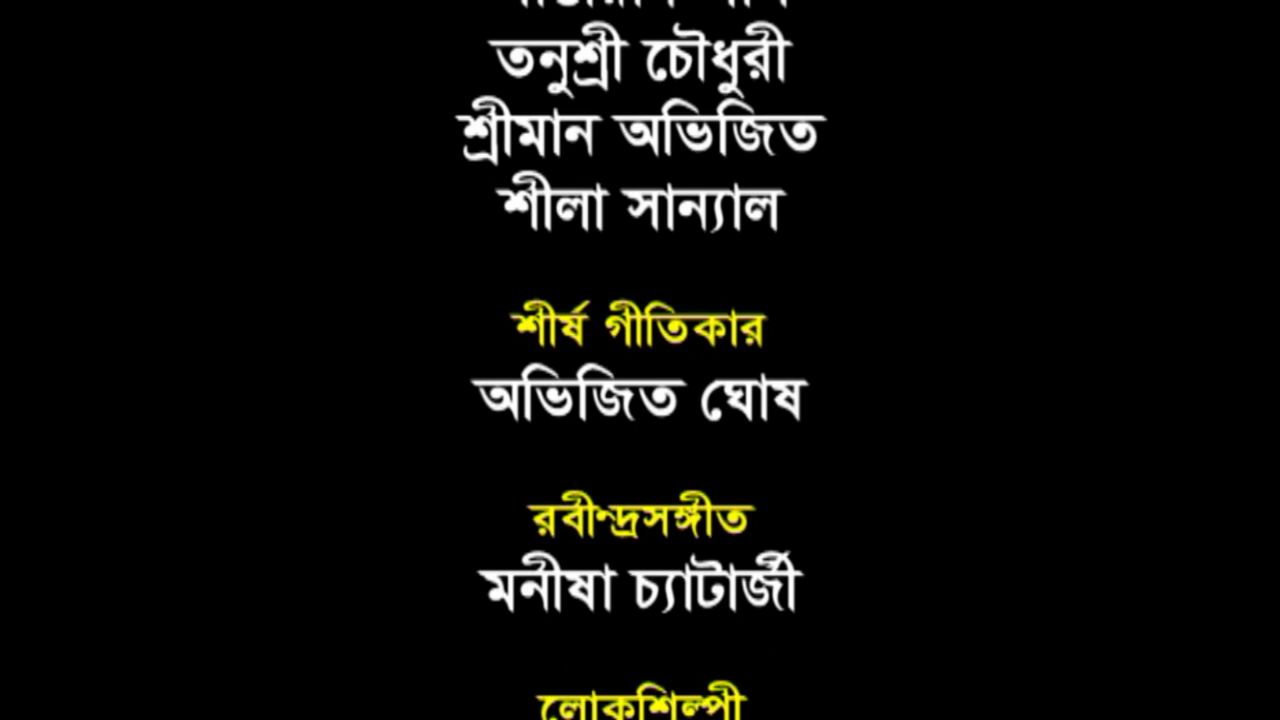 তনুশ্রী চৌধুরী
শ্রীমান অভিজিত
শীলা সান্যাল
শীর্ষ গীতিকার
অভিজিত ঘোষ
রবীন্দ্রসঙ্গীত
মনীষা চ্যাটার্জী
লোকশিল্পী